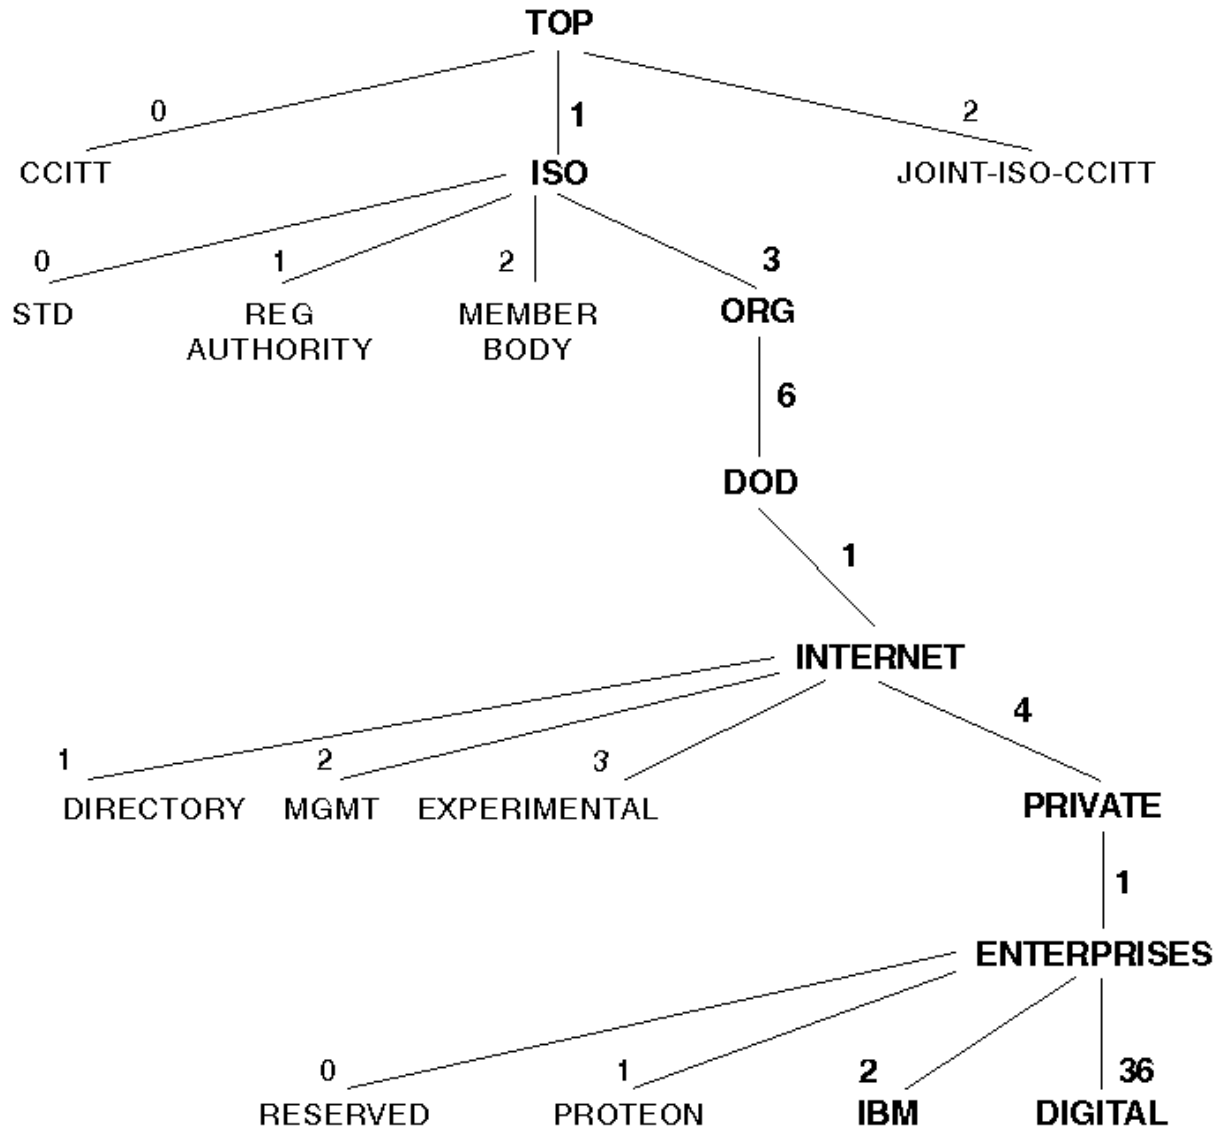 TOP
0 1 2
CCITT ISO JOINT-ISO-CCITT
0 1 2 3
STD REG MEMBER ORG
AUTHORITY BODY
6
DOD
1
INTERNET
4
1 2 3
DIRECTORY MGMT EXPERIMENTAL PRIVATE
1
ENTERPRISES
0 1 2 36
RESERVED PROTEON IBM DIGITAL